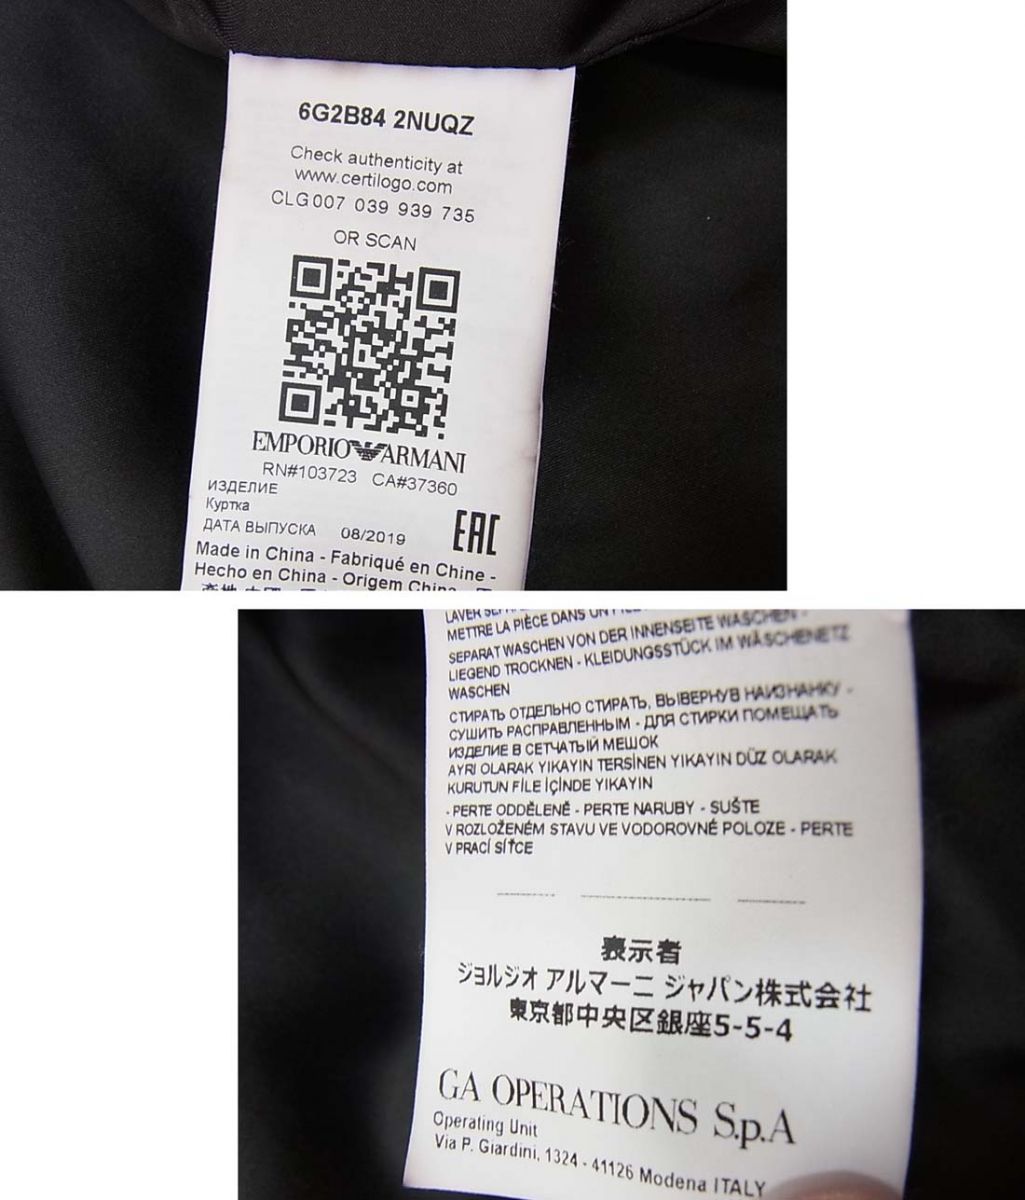 6G2B84 2NUQZ
Check authenticity at
www.certilogo.com
CLG007 039 939 735
OR SCAN
EMPORIO ARMANI
RN#103723 CA#37360
ИЗДЕЛИЕ
Куртка
ДАТА ВЫПУСКА 08/2019
EAC
Made in China - Fabriqué en Chine -
Hecho en China - Origem China
LAVER
METTRE LA PIÈCE DANS UN
SEPARAT WASCHEN VON DER INNENSEITE WASCHEN -
LIEGEND TROCKNEN - KLEIDUNGSSTÜCK IM WÄSCHENETZ
WASCHEN
СТИРАТЬ ОТДЕЛЬНО СТИРАТЬ, ВЫВЕРНУВ НАИЗНАНКУ -
СУШИТЬ РАСПРАВЛЕННЫМ - ДЛЯ СТИРКИ ПОМЕЩАТЬ
ИЗДЕЛИЕ В СЕТЧАТЫЙ МЕШОК
AYRI OLARAK YIKAYIN TERSİNEN YIKAYIN DÜZ OLARAK
KURUTUN FİLE İÇİNDE YIKAYIN
- PERTE ODDĚLENĚ - PERTE NARUBY - SUŠTE
V ROZLOŽENÉM STAVU VE VODOROVNÉ POLOZE - PERTE
V PRACÍ SÍŤCE
表示者
ジョルジオ アルマーニ ジャパン株式会社
東京都中央区銀座5-5-4
GA OPERATIONS S.p.A
Operating Unit
Via P. Giardini, 1324 - 41126 Modena ITALY